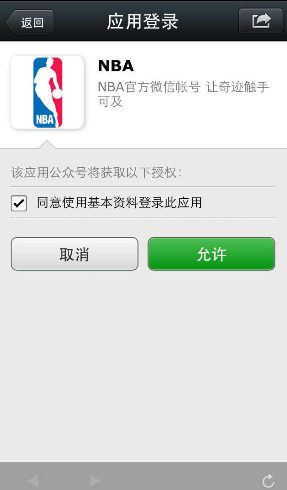 返回
应用登录
NBA
NBA官方微信帐号 让奇迹触手
可及
NBA
该应用公众号将获取以下授权：
同意使用基本资料登录此应用
取消
允许